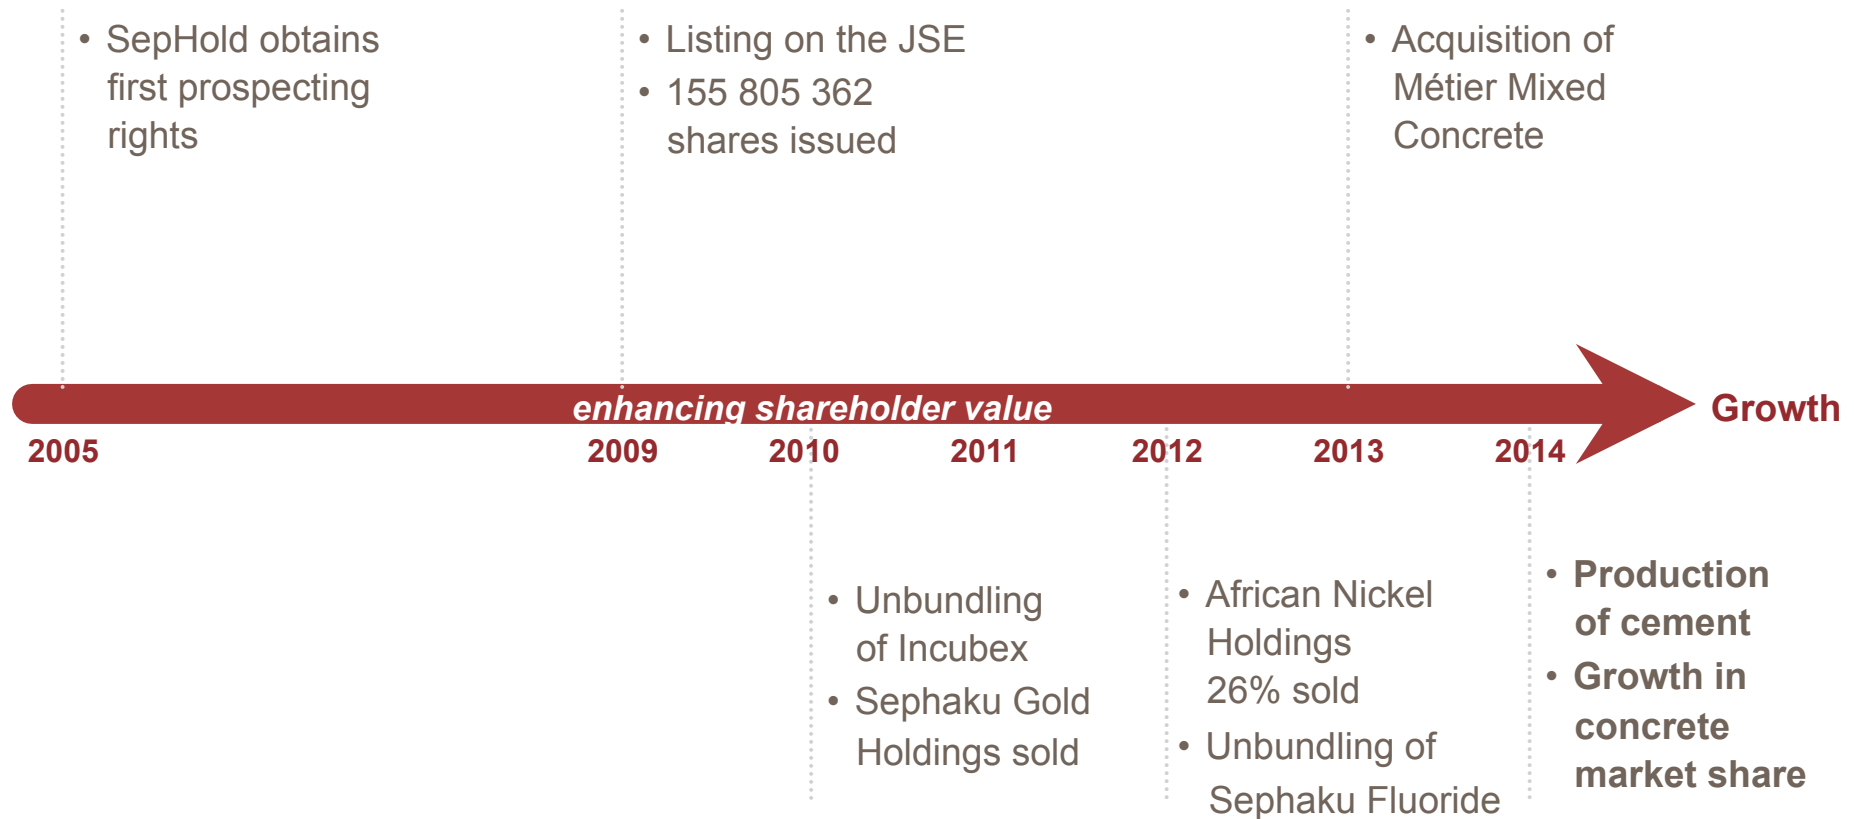 • SepHold obtains
first prospecting
rights
• Listing on the JSE
• 155 805 362
shares issued
• Acquisition of
Métier Mixed
Concrete
enhancing shareholder value
Growth
2005
2009
2010
2011
2012
2013
2014
• Unbundling
of Incubex
• Sephaku Gold
Holdings sold
• African Nickel
Holdings
26% sold
• Unbundling of
Sephaku Fluoride
• Production
of cement
• Growth in
concrete
market share